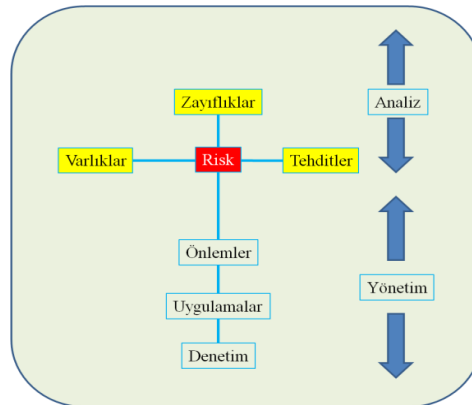 Zayıflıklar
Analiz
Varlıklar
Risk
Tehditler
Önlemler
Yönetim
Uygulamalar
Denetim